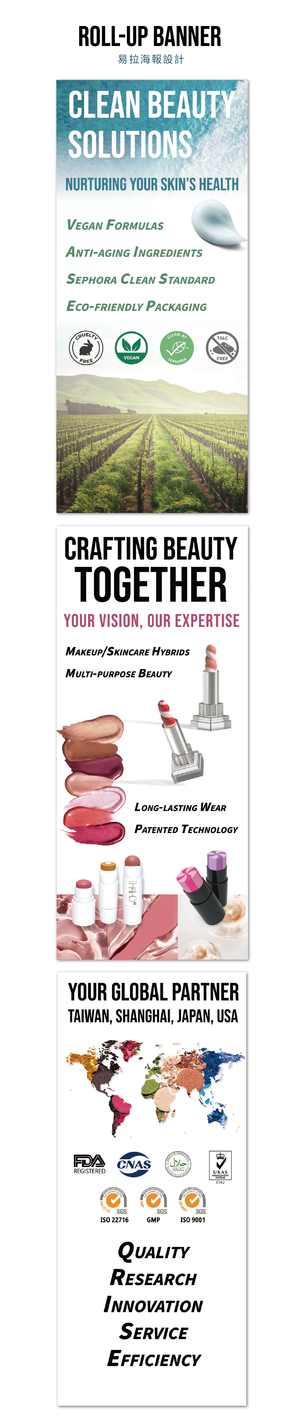 ROLL-UP BANNER
易拉海報設計
CLEAN BEAUTY
SOLUTIONS
NURTURING YOUR SKIN'S HEALTH
VEGAN FORMULAS
ANTI-AGING INGREDIENTS
SEPHORA CLEAN STANDARD
ECO-FRIENDLY PACKAGING
CRUELTY
FREE
VEGAN
CLEAN AT
SEPHORA
TALC
FREE
CRAFTING BEAUTY
TOGETHER
YOUR VISION, OUR EXPERTISE
MAKEUP/SKINCARE HYBRIDS
MULTI-PURPOSE BEAUTY
LONG-LASTING WEAR
PATENTED TECHNOLOGY
YOUR GLOBAL PARTNER
TAIWAN, SHANGHAI, JAPAN, USA
FDA
REGISTERED
CNAS
حلال
UKAS
SGS
SGS
SGS
ISO 22716
GMP
ISO 9001
QUALITY
RESEARCH
INNOVATION
SERVICE
EFFICIENCY